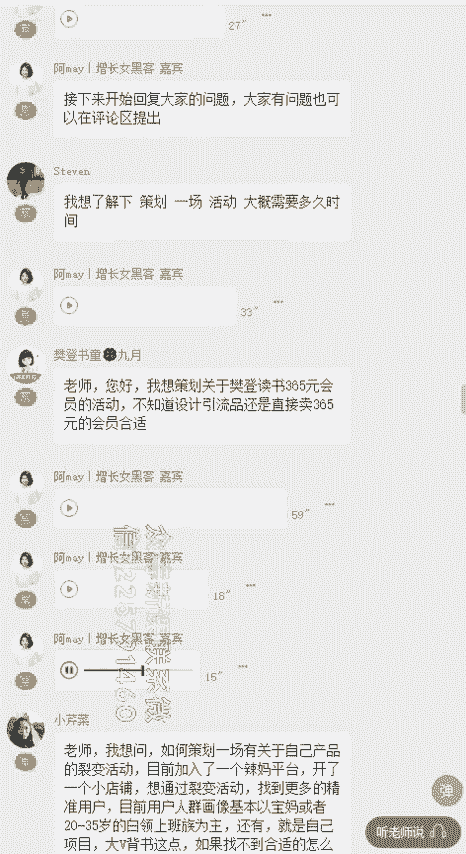 27"
阿may丨增长女黑客 嘉宾
接下来开始回复大家的问题，大家有问题也可
以在评论区提出
Steven
我想了解下 策划 一场 活动 大概需要多久时
间
阿may丨增长女黑客 嘉宾
33"
樊登书童 九月
老师，您好，我想策划关于樊登读书365元会
员的活动，不知道设计引流品还是直接卖365
元的会员合适
阿may丨增长女黑客 嘉宾
59"
阿may丨增长女黑客 嘉宾
18"
阿may丨增长女黑客 嘉宾
15"
小芹菜
老师，我想问，如何策划一场有关于自己产品
的裂变活动，目前加入了一个辣妈平台，开了
一个小店铺，想通过裂变活动，找到更多的精
准用户，目前用户人群画像基本以宝妈或者
20-35岁的白领上班族为主，还有，就是自己
项目，大V背书这点，如果找不到合适的怎么
弹
听老师说